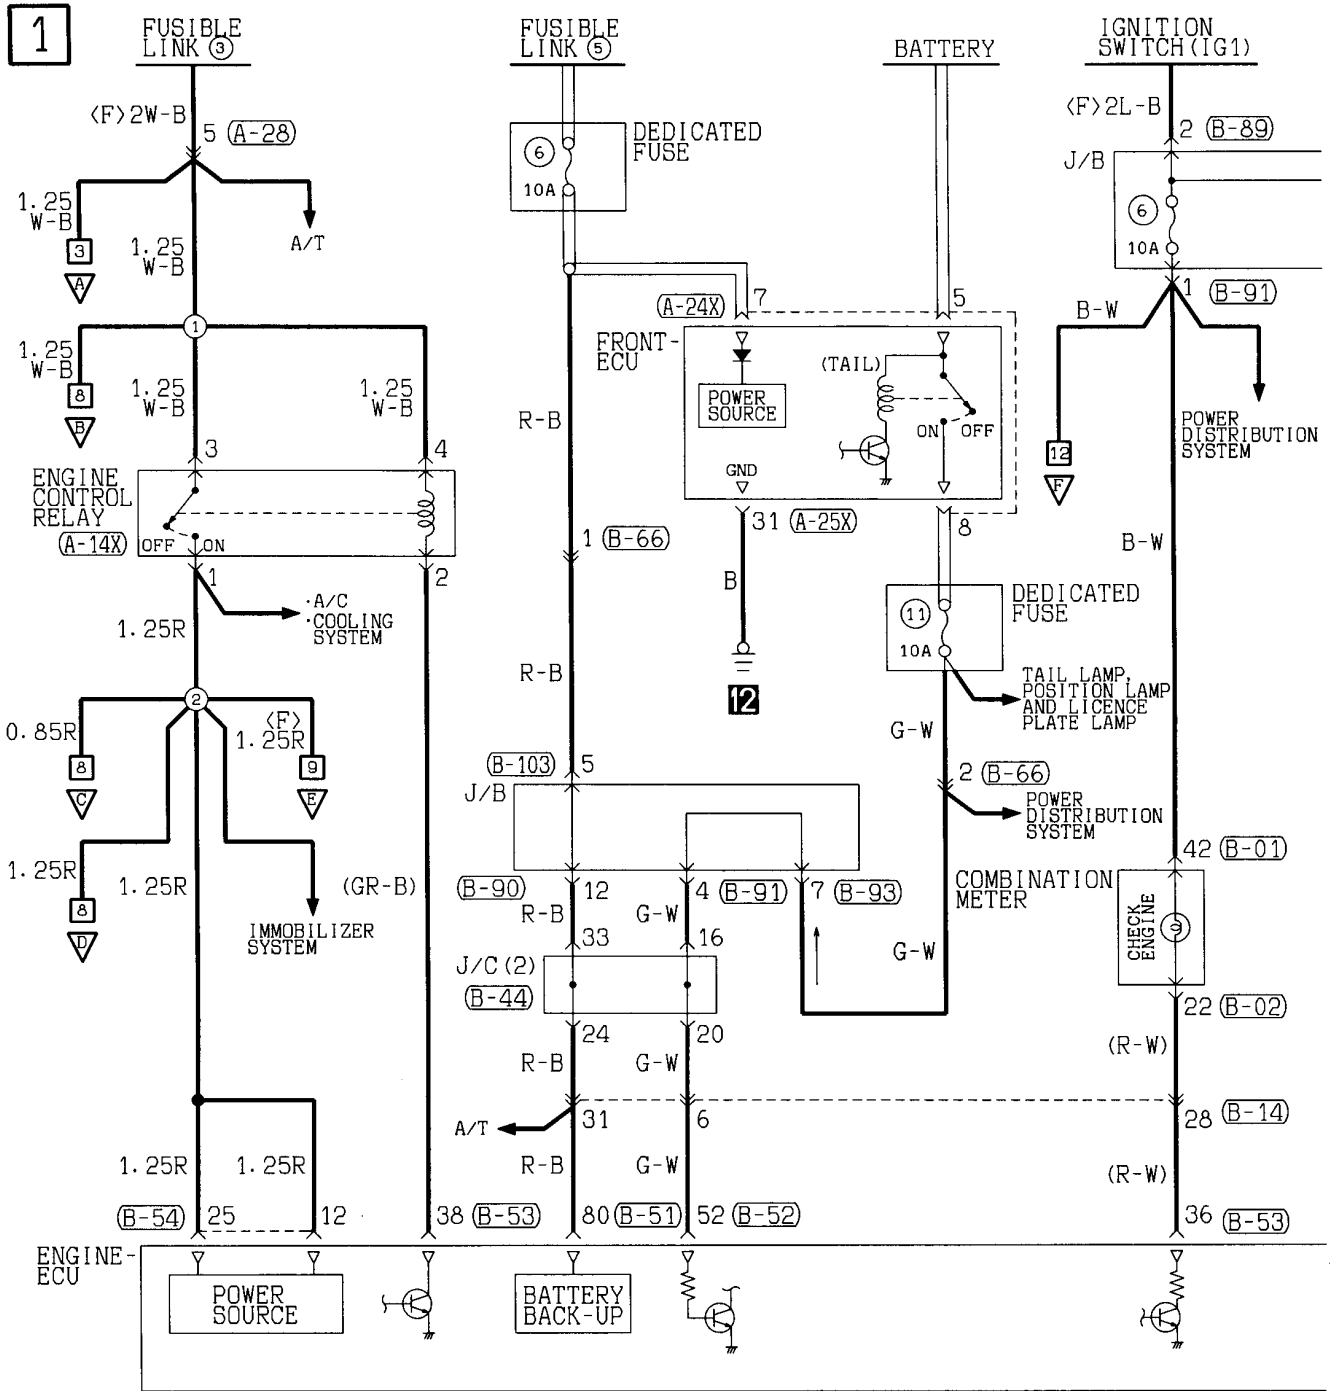 1
FUSIBLE
LINK ③
FUSIBLE
LINK ⑤
BATTERY
IGNITION
SWITCH(IG1)
<F>2W-B
5 (A-28)
1.25
W-B
3
A
1.25
W-B
A/T
⑥
10A
DEDICATED
FUSE
<F>2L-B
2 (B-89)
J/B
⑥
10A
1 (B-91)
B-W
POWER
DISTRIBUTION
SYSTEM
12
F
B-W
①
1.25
W-B
8
B
1.25
W-B
1.25
W-B
3
4
ENGINE
CONTROL
RELAY
(A-14X)
OFF
ON
1
2
·A/C
·COOLING
SYSTEM
1.25R
(A-24X)
7
5
FRONT-
ECU
POWER
SOURCE
(TAIL)
ON
OFF
GND
31 (A-25X)
8
B
12
R-B
1 (B-66)
R-B
⑪
10A
DEDICATED
FUSE
TAIL LAMP,
POSITION LAMP
AND LICENCE
PLATE LAMP
G-W
2 (B-66)
POWER
DISTRIBUTION
SYSTEM
②
0.85R
8
C
<F>
1.25R
9
E
1.25R
8
D
1.25R
IMMOBILIZER
SYSTEM
(GR-B)
(B-103)
5
J/B
(B-90)
12
4
(B-91)
7
(B-93)
R-B
G-W
33
16
J/C(2)
(B-44)
24
20
R-B
G-W
G-W
42 (B-01)
COMBINATION
METER
CHECK
ENGINE
22 (B-02)
(R-W)
A/T
31
6
28 (B-14)
1.25R
1.25R
R-B
G-W
(R-W)
(B-54)
25
12
38 (B-53)
80 (B-51)
52 (B-52)
36 (B-53)
ENGINE-
ECU
POWER
SOURCE
BATTERY
BACK-UP